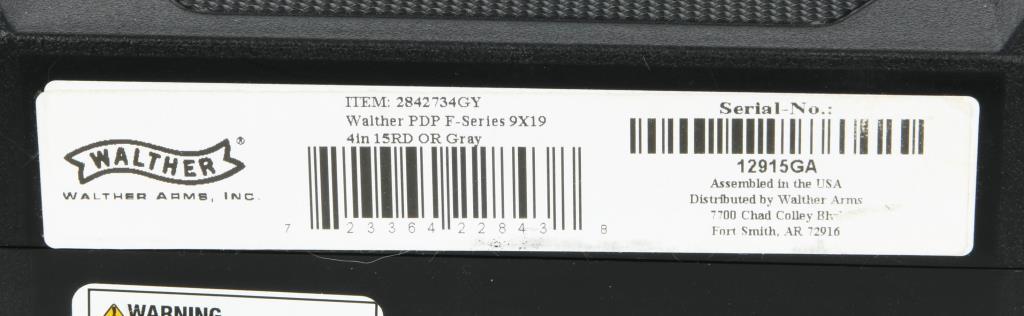 WALTHER®
WALTHER ARMS, INC.
ITEM: 2842734GY
Walther PDP F-Series 9X19
4in 15RD OR Gray
7 23364 22843 8
Serial-No.:
12915GA
Assembled in the USA
Distributed by Walther Arms
7700 Chad Colley
Fort Smith, AR 72916
WARNING